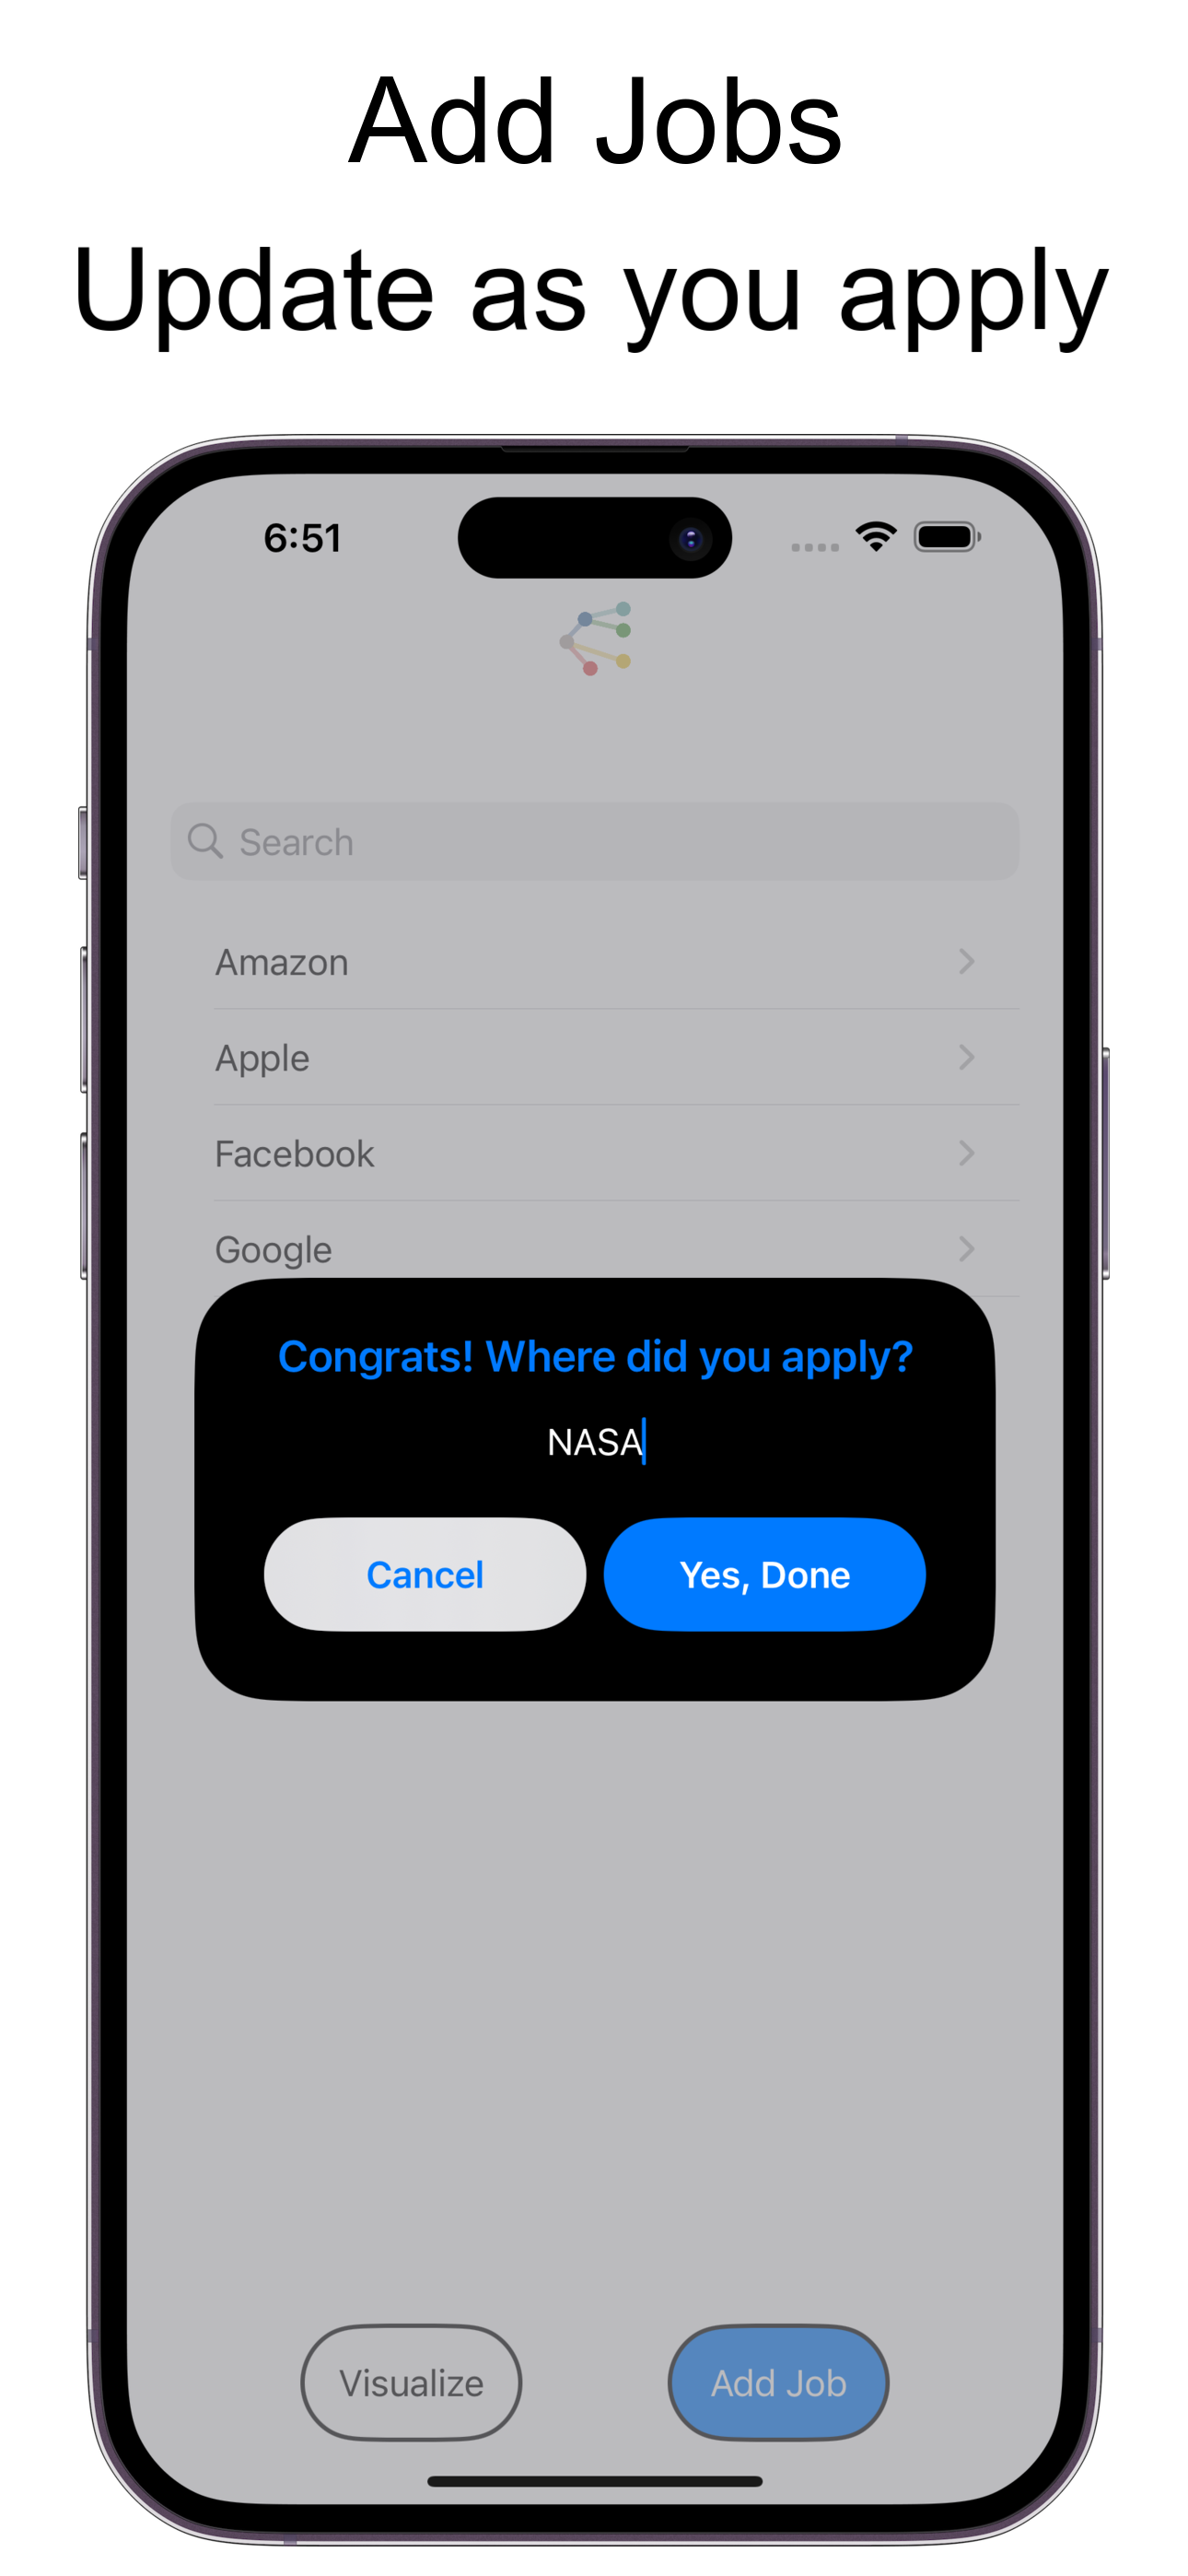 Add Jobs
Update as you apply
6:51
Search
Amazon
Apple
Facebook
Google
Congrats! Where did you apply?
NASA
Cancel
Yes, Done
Visualize
Add Job